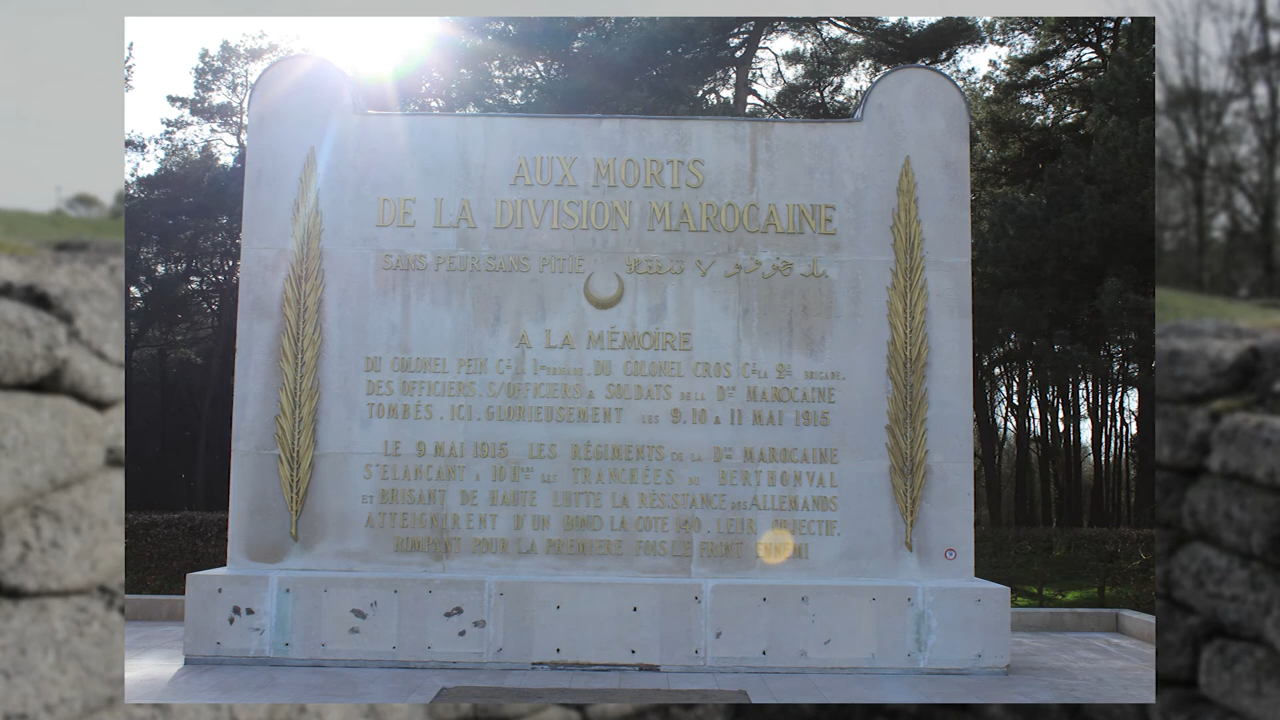 AUX MORTS
DE LA DIVISION MAROCAINE
SANS PEUR SANS PITIÉ
A LA MÉMOIRE
DU COLONEL PEIN Cᵗ LA 1ʳᵉ BRIGADE. DU COLONEL CROS Cᵗ LA 2ᵉ BRIGADE.
DES OFFICIERS. S/OFFICIERS & SOLDATS DE LA Dᵒⁿ MAROCAINE
TOMBÉS. ICI. GLORIEUSEMENT LES 9. 10 & 11 MAI 1915
LE 9 MAI 1915 LES RÉGIMENTS DE LA Dᵒⁿ MAROCAINE
S'ELANÇANT A 10 Hᵉᵘʳᵉˢ DES TRANCHÉES DE BERTHONVAL
ET BRISANT DE HAUTE LUTTE LA RÉSISTANCE DES ALLEMANDS
ATTEIGNIRENT D'UN BOND LA COTE 140. LEUR OBJECTIF.
ROMPANT POUR LA PREMIERE FOIS LE FRONT ENNEMI